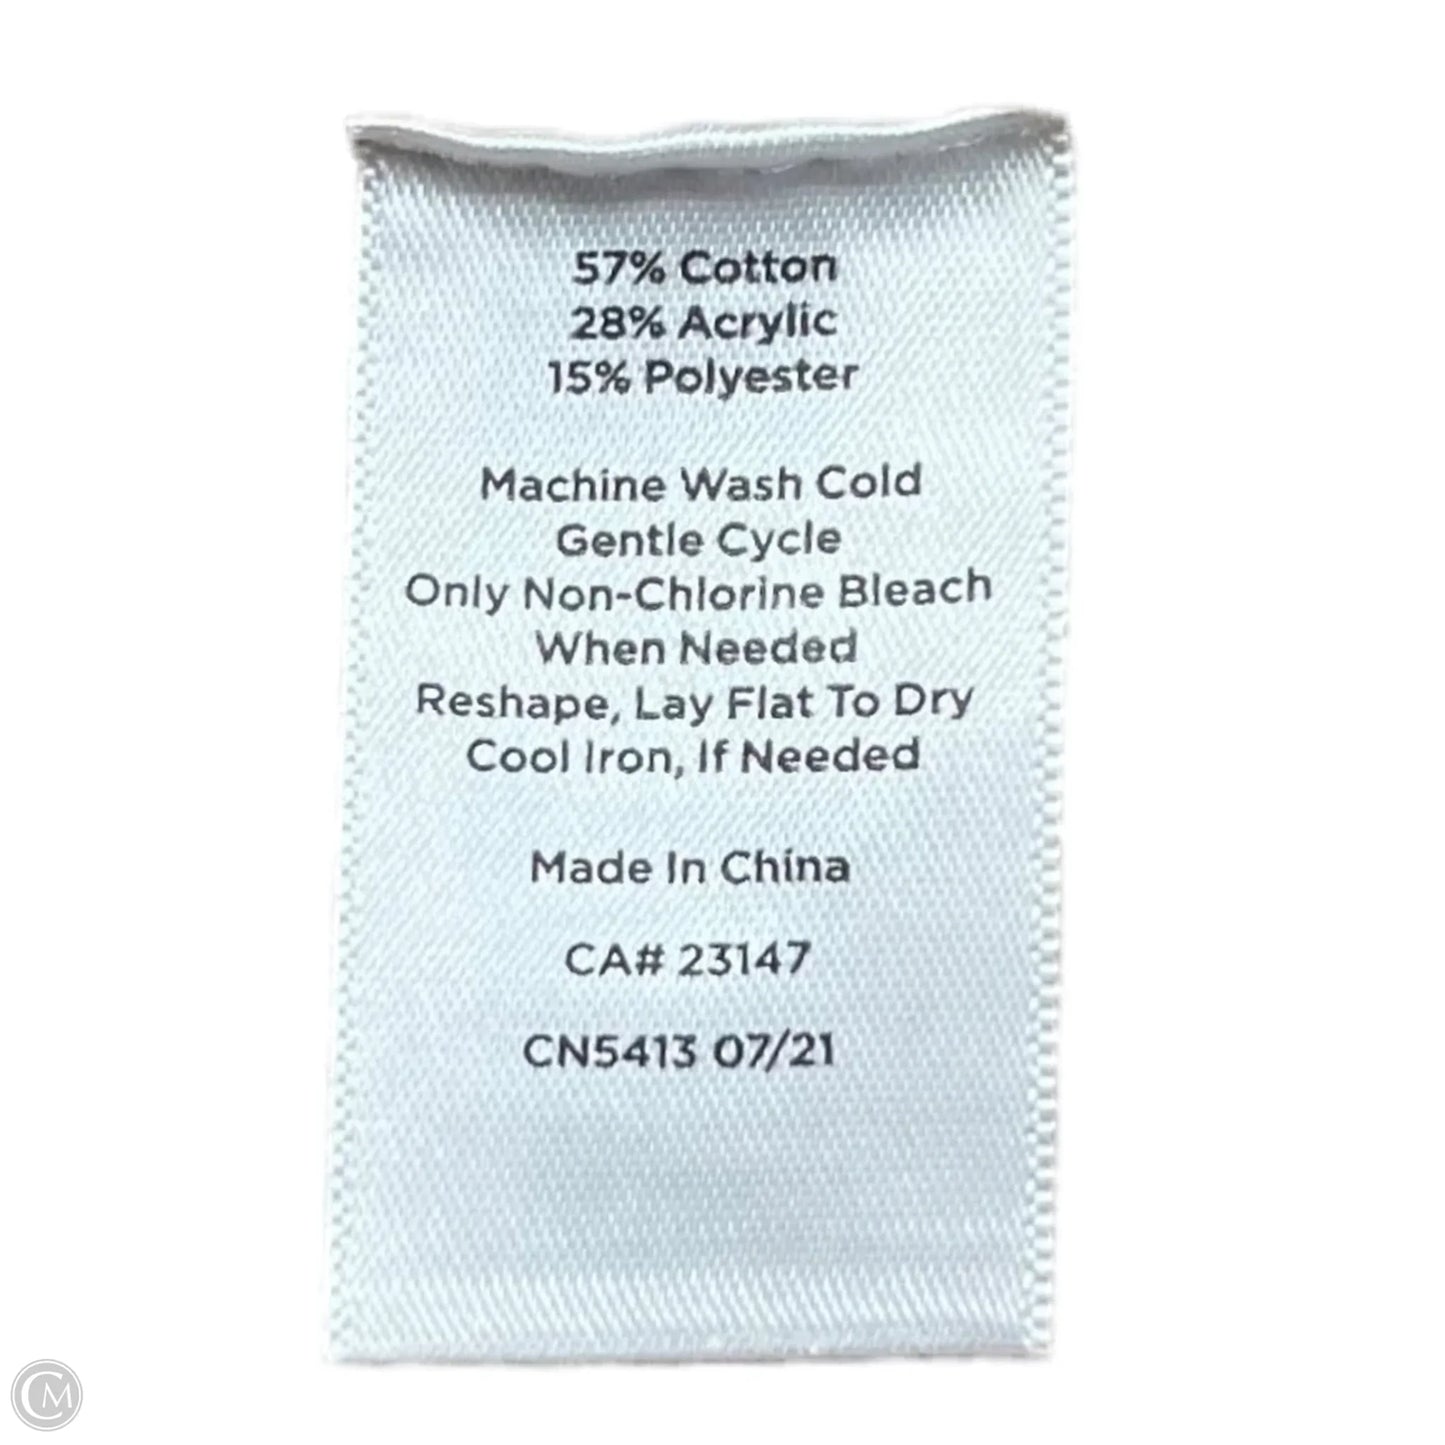 57% Cotton
28% Acrylic
15% Polyester
Machine Wash Cold
Gentle Cycle
Only Non-Chlorine Bleach
When Needed
Reshape, Lay Flat To Dry
Cool Iron, If Needed
Made In China
CA# 23147
CN5413 07/21
CM